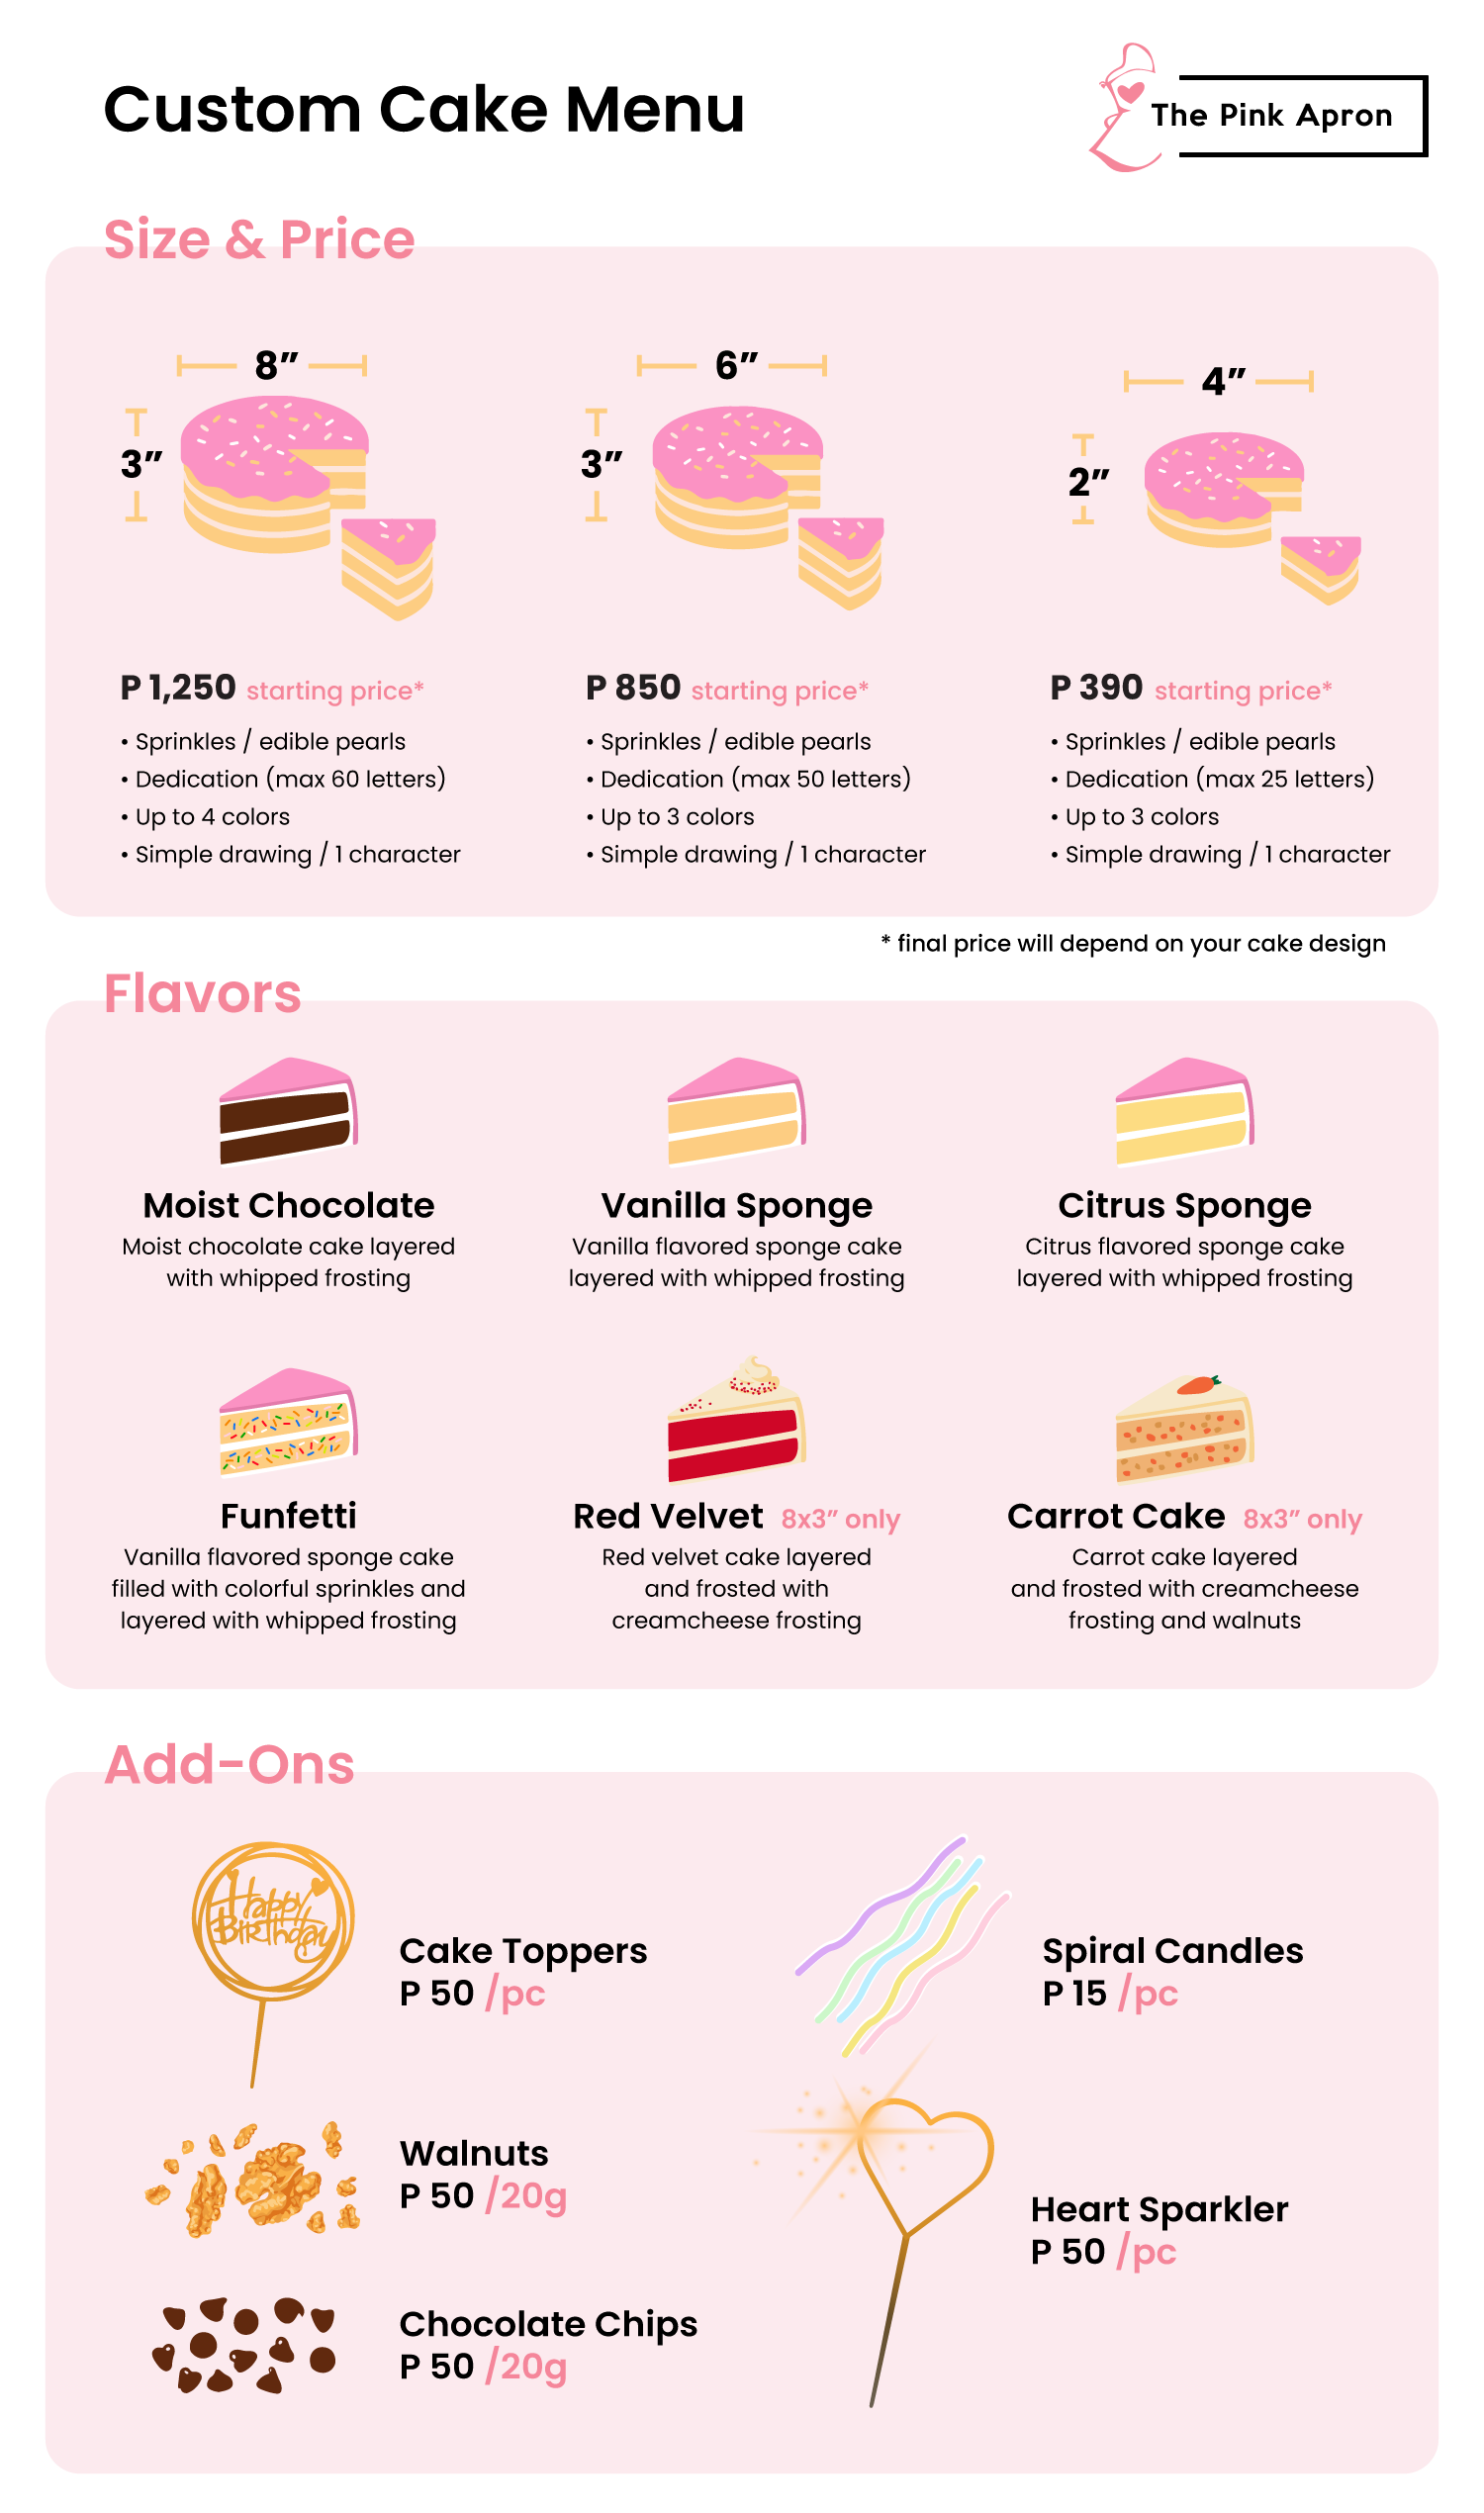 Custom Cake Menu
The Pink Apron
Size & Price
8”
3”
6”
3”
4”
2”
P 1,250 starting price*
• Sprinkles / edible pearls
• Dedication (max 60 letters)
• Up to 4 colors
• Simple drawing / 1 character
P 850 starting price*
• Sprinkles / edible pearls
• Dedication (max 50 letters)
• Up to 3 colors
• Simple drawing / 1 character
P 390 starting price*
• Sprinkles / edible pearls
• Dedication (max 25 letters)
• Up to 3 colors
• Simple drawing / 1 character
* final price will depend on your cake design
Flavors
Moist Chocolate
Moist chocolate cake layered
with whipped frosting
Vanilla Sponge
Vanilla flavored sponge cake
layered with whipped frosting
Citrus Sponge
Citrus flavored sponge cake
layered with whipped frosting
Funfetti
Vanilla flavored sponge cake
filled with colorful sprinkles and
layered with whipped frosting
Red Velvet 8x3” only
Red velvet cake layered
and frosted with
creamcheese frosting
Carrot Cake 8x3” only
Carrot cake layered
and frosted with creamcheese
frosting and walnuts
Add-Ons
Happy
Birthday
Cake Toppers
P 50 /pc
Spiral Candles
P 15 /pc
Walnuts
P 50 /20g
Heart Sparkler
P 50 /pc
Chocolate Chips
P 50 /20g